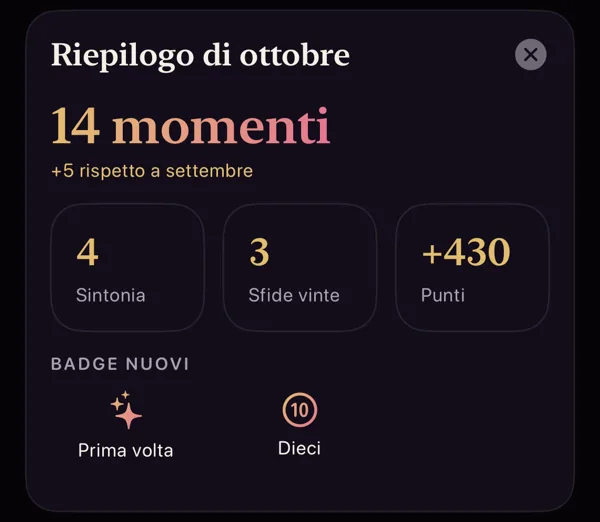 Riepilogo di ottobre
14 momenti
+5 rispetto a settembre
4
Sintonia
3
Sfide vinte
+430
Punti
BADGE NUOVI
10
Prima volta
Dieci